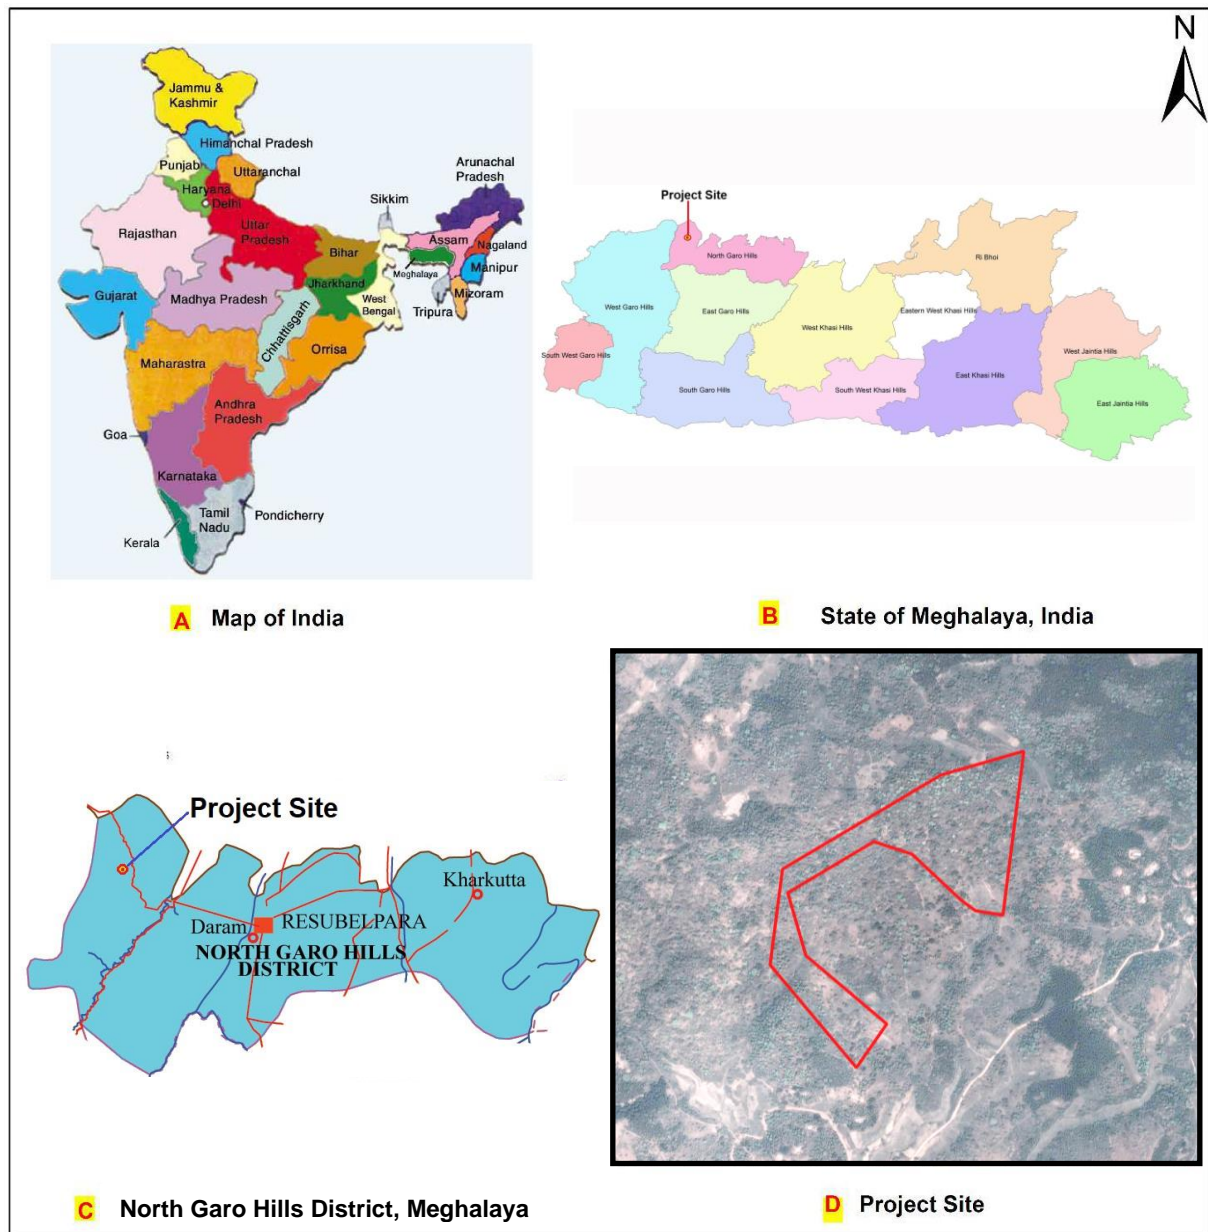 N
Jammu &
Kashmir
Himanchal Pradesh
Punjab
Uttaranchal
Haryana
Delhi
Arunachal
Pradesh
Sikkim
Rajasthan
Uttar
Pradesh
Assam
Nagaland
Bihar
Meghalaya
Manipur
Jharkhand
Gujarat
Madhya Pradesh
West
Bengal
Mizoram
Tripura
Chhattisgarh
Maharastra
Orrisa
Andhra
Pradesh
Goa
Karnataka
Tamil
Nadu
Pondicherry
Kerala
A Map of India
Project Site
North Garo Hills
Ri Bhoi
West Garo Hills
East Garo Hills
Eastern West Khasi Hills
West Khasi Hills
South West Garo Hills
West Jaintia Hills
East Khasi Hills
South Garo Hills
South West Khasi Hills
East Jaintia Hills
B State of Meghalaya, India
Project Site
Kharkutta
Daram
RESUBELPARA
NORTH GARO HILLS
DISTRICT
C North Garo Hills District, Meghalaya
D Project Site